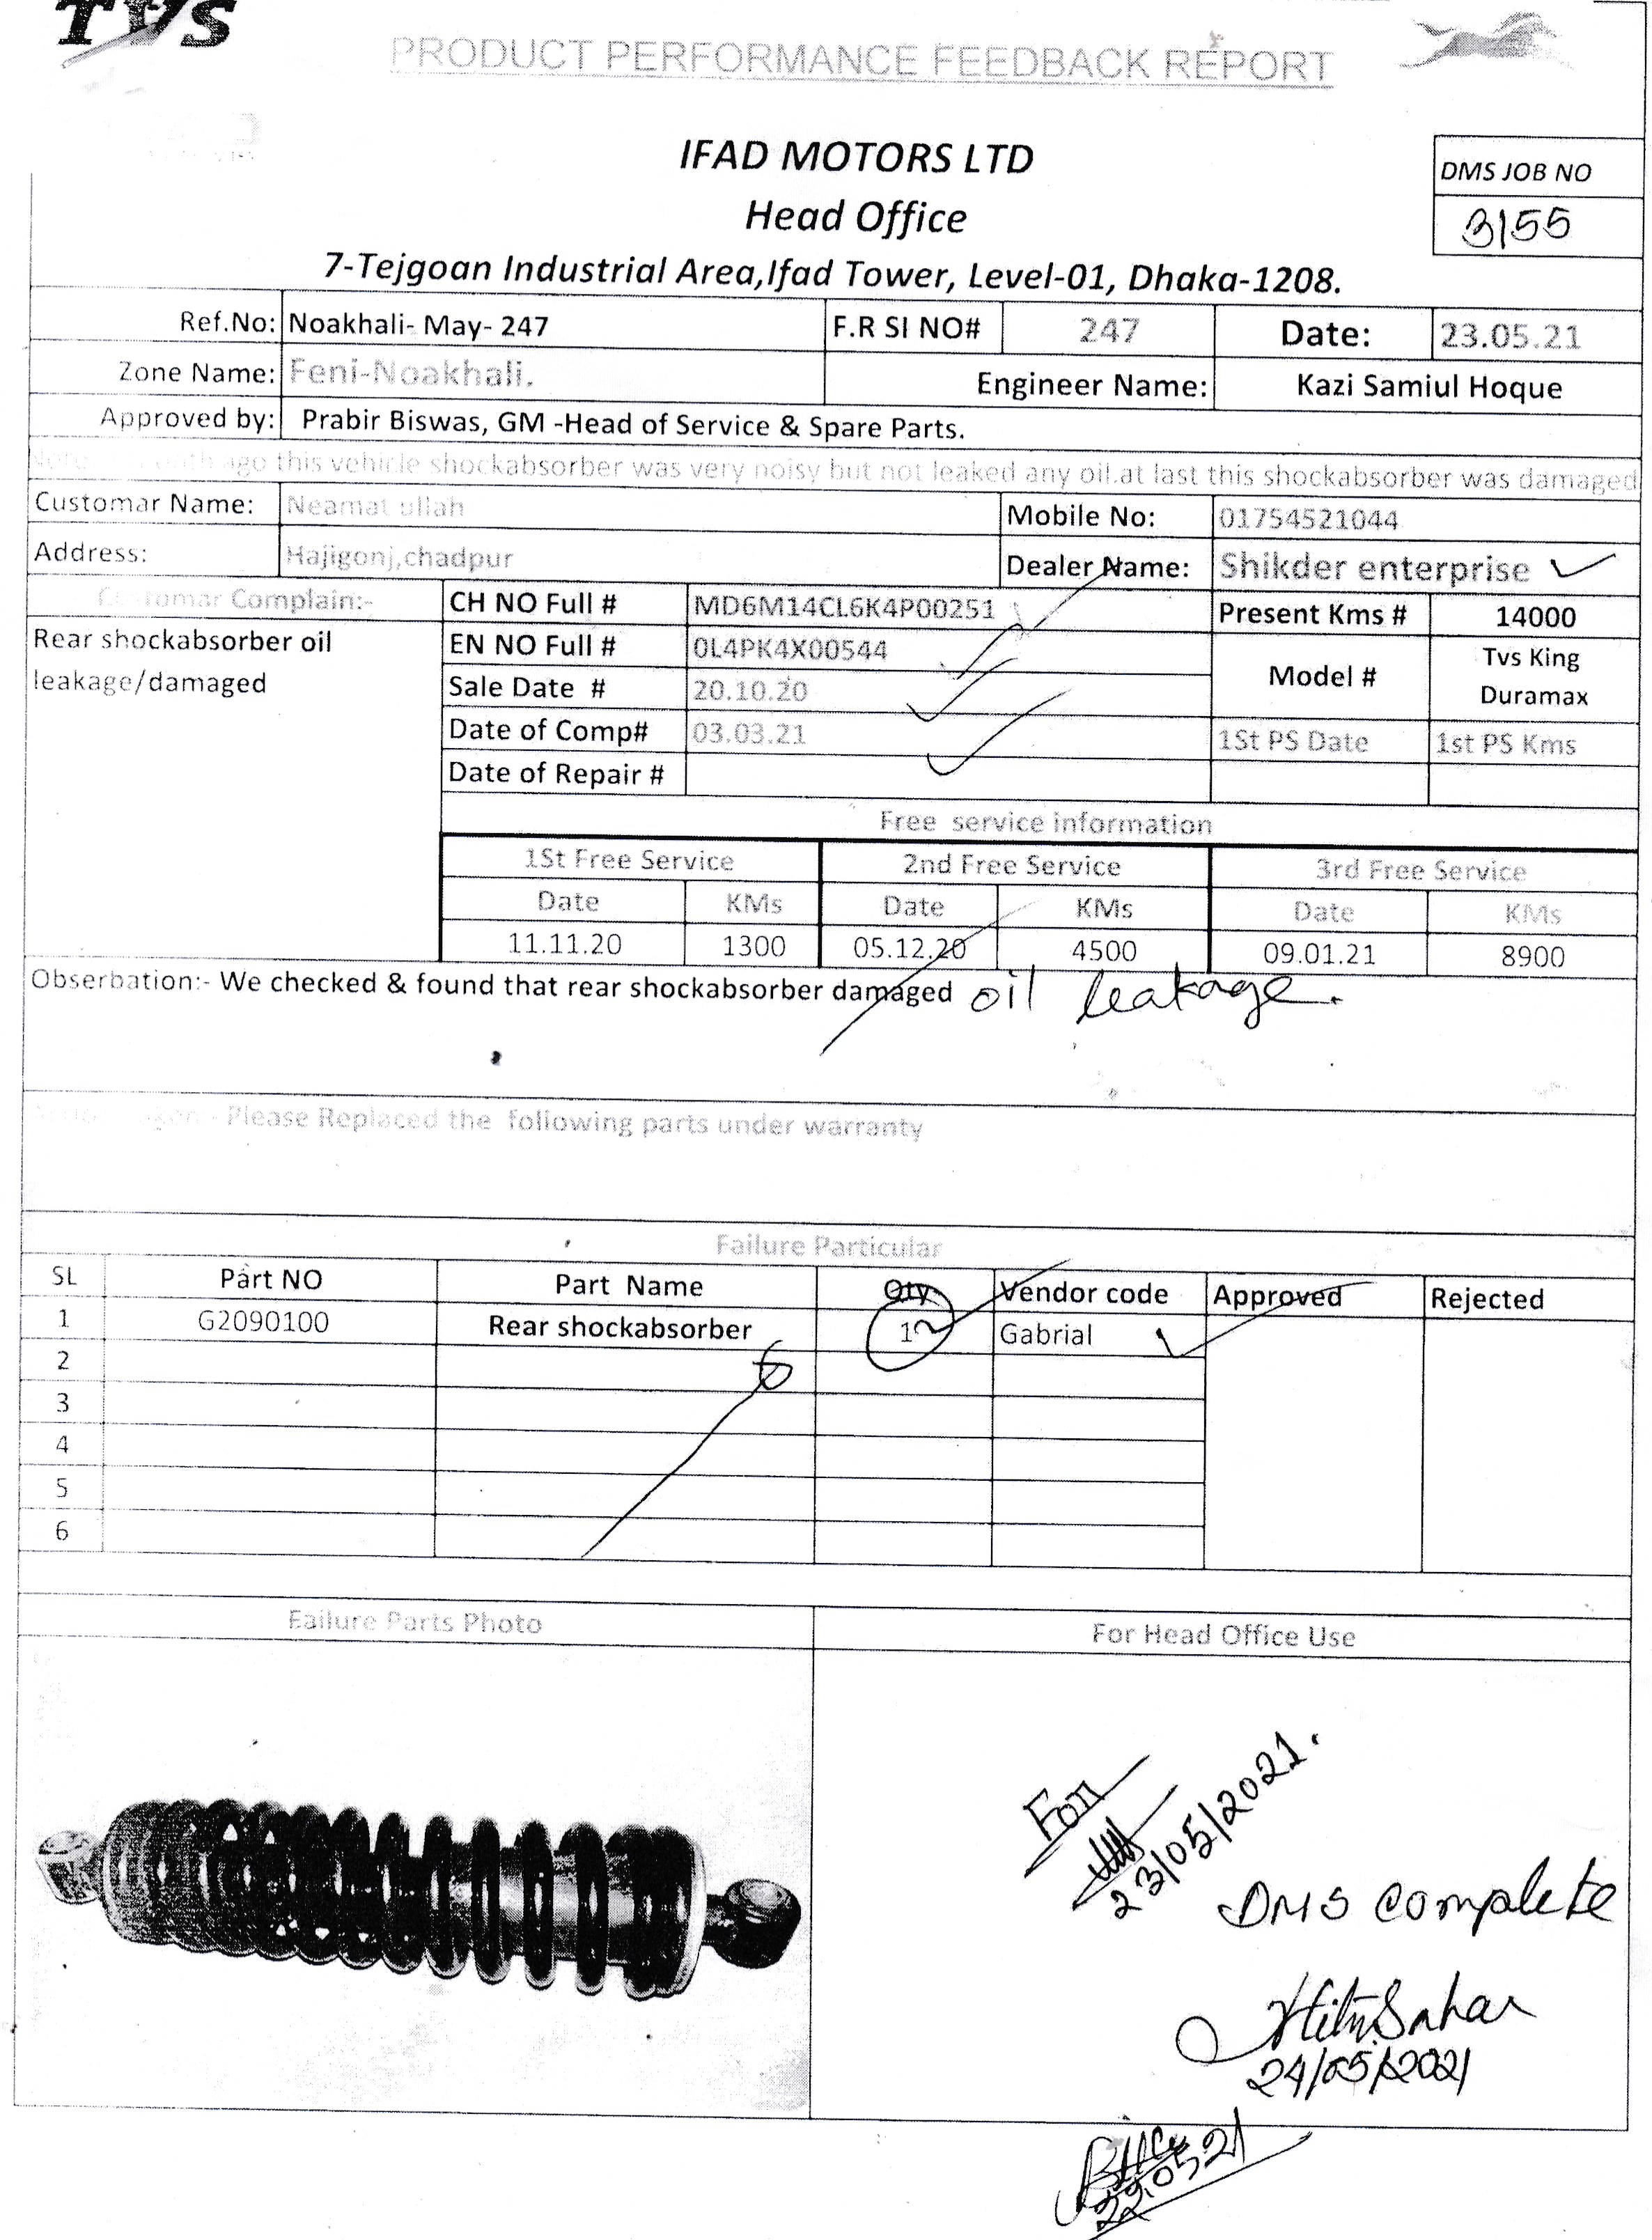 TVS
PRODUCT PERFORMANCE FEEDBACK REPORT
IFAD MOTORS LTD
DMS JOB NO
Head Office
3155
7-Tejgoan Industrial Area,Ifad Tower, Level-01, Dhaka-1208.
Ref.No: Noakhali- May- 247 F.R SI NO# 247 Date: 23.05.21
Zone Name: Feni-Noakhali. Engineer Name: Kazi Samiul Hoque
Approved by: Prabir Biswas, GM -Head of Service & Spare Parts.
ago this vehicle shockabsorber was very noisy but not leaked any oil.at last this shockabsorber was damaged
Customar Name: Neamat ullah Mobile No: 01754521044
Address: Hajigonj,chadpur Dealer Name: Shikder enterprise
Customar Complain:- CH NO Full # MD6M14CL6K4P00251 Present Kms # 14000
Rear shockabsorber oil EN NO Full # 0L4PK4X00544 Model # Tvs King
leakage/damaged Sale Date # 20.10.20 Duramax
Date of Comp# 03.03.21 1St PS Date 1st PS Kms
Date of Repair #
Free service information
1St Free Service 2nd Free Service 3rd Free Service
Date KMs Date KMs Date KMs
11.11.20 1300 05.12.20 4500 09.01.21 8900
Obserbation:- We checked & found that rear shockabsorber damaged oil leakage.
- Please Replaced the following parts under warranty
Failure Particular
SL Part NO Part Name Qty Vendor code Approved Rejected
1 G2090100 Rear shockabsorber 1 Gabrial
2
3
4
5
6
Eailure Parts Photo For Head Office Use
23/05/2021.
DMS complete
24/05/2021
22.05.21